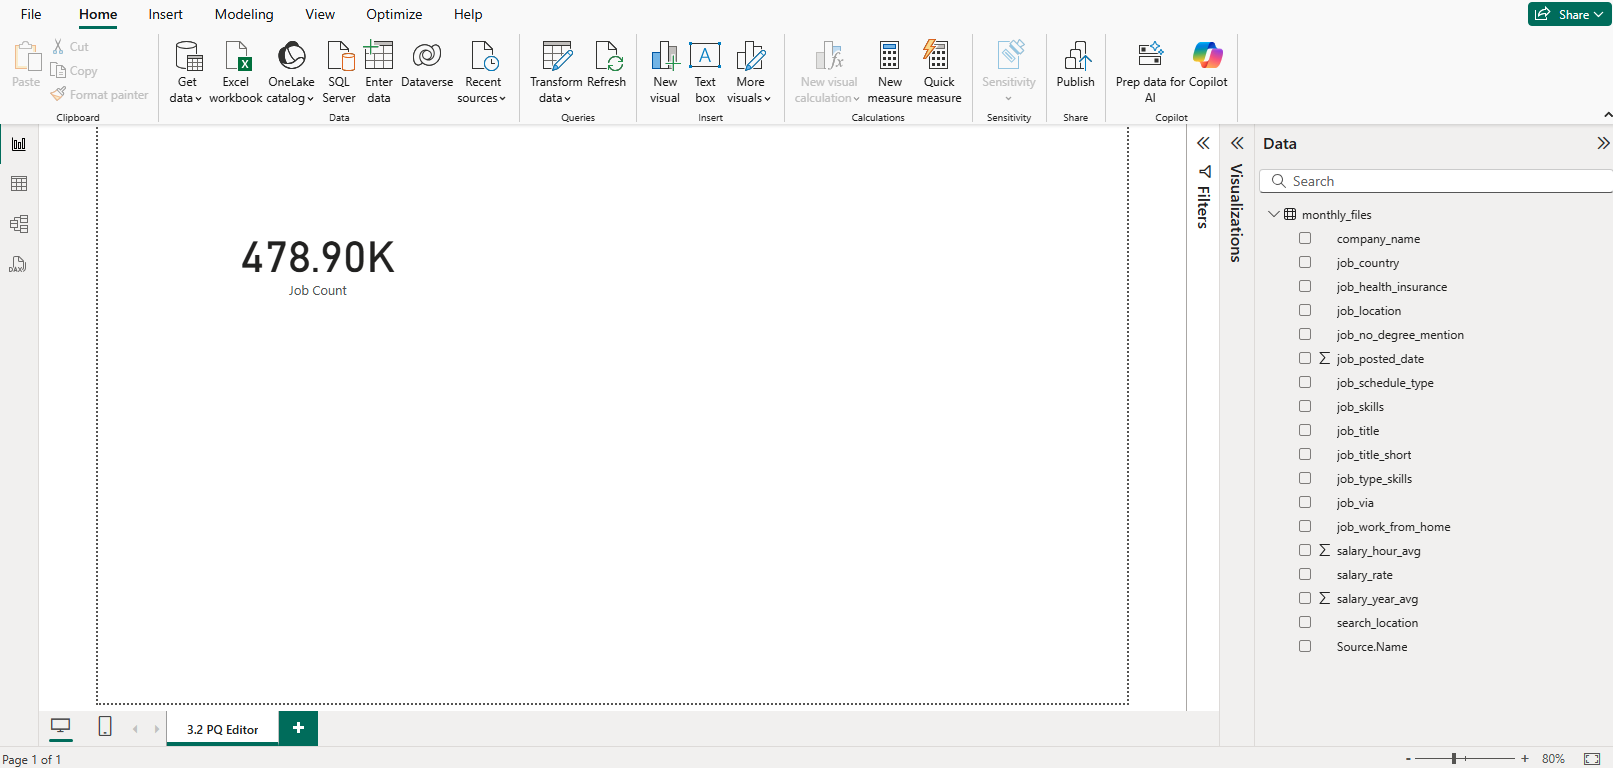 File Home Insert Modeling View Optimize Help Share
Paste
Cut
Copy
Format painter
Clipboard
Get data
Excel workbook
OneLake catalog
SQL Server
Enter data
Dataverse
Recent sources
Data
Transform data
Refresh
Queries
New visual
Text box
More visuals
Insert
New visual calculation
New measure
Quick measure
Calculations
Sensitivity
Sensitivity
Publish
Share
Prep data for AI
Copilot
Copilot
478.90K
Job Count
Filters
Visualizations
Data
Search
monthly_files
company_name
job_country
job_health_insurance
job_location
job_no_degree_mention
job_posted_date
job_schedule_type
job_skills
job_title
job_title_short
job_type_skills
job_via
job_work_from_home
salary_hour_avg
salary_rate
salary_year_avg
search_location
Source.Name
3.2 PQ Editor
Page 1 of 1
- + 80%